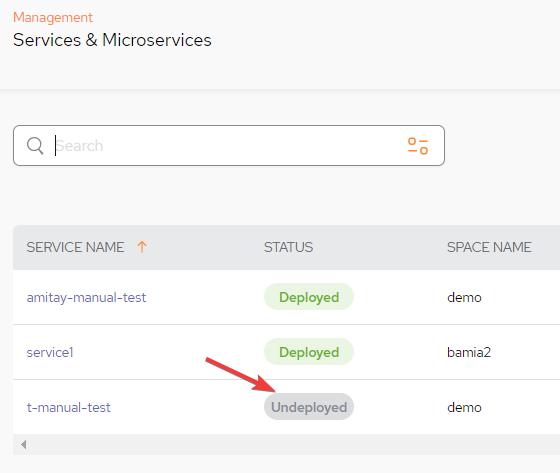 Management
Services & Microservices
Search
SERVICE NAME STATUS SPACE NAME
amitay-manual-test Deployed demo
service1 Deployed bamia2
t-manual-test Undeployed demo